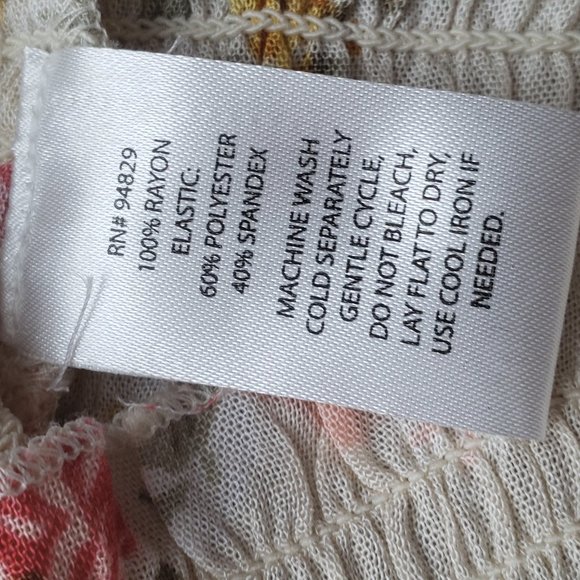 RN# 94829
100% RAYON
ELASTIC:
60% POLYESTER
40% SPANDEX
MACHINE WASH
COLD SEPARATELY
GENTLE CYCLE,
DO NOT BLEACH,
LAY FLAT TO DRY,
USE COOL IRON IF
NEEDED.